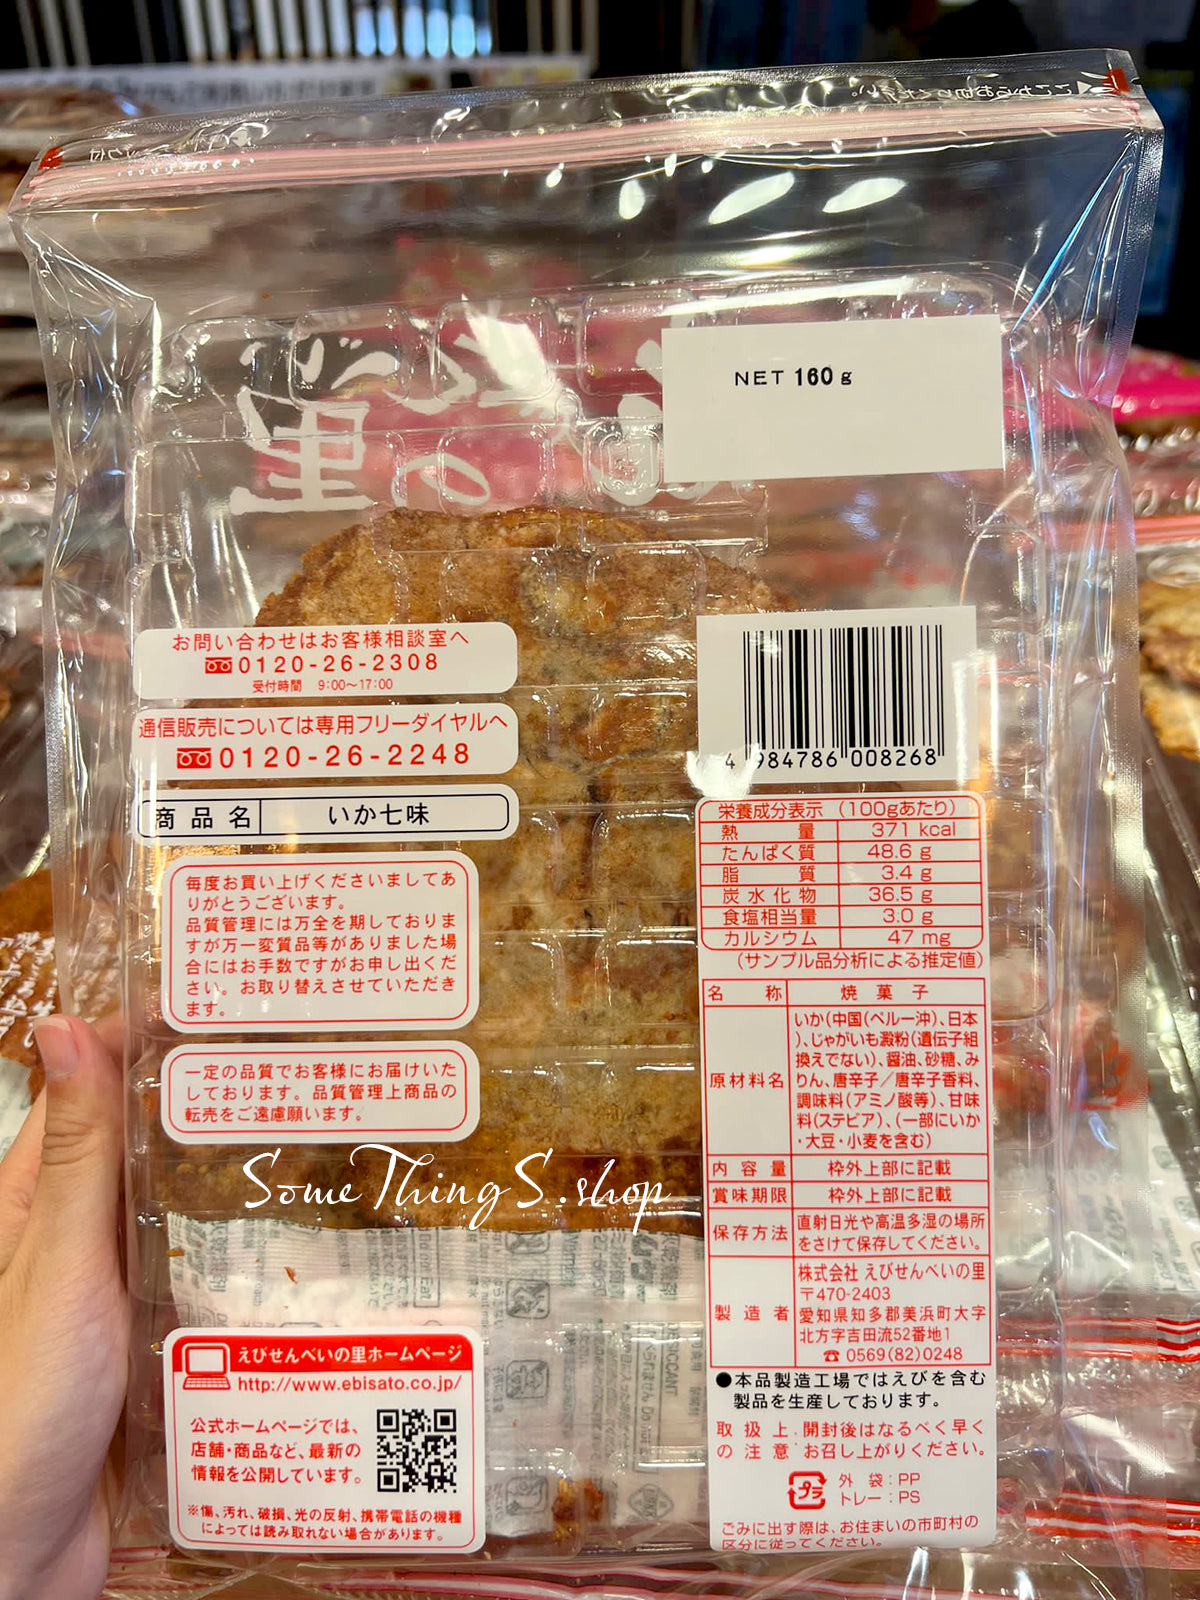 NET 160g
お問い合わせはお客様相談室へ
0120-26-2308
受付時間 9:00～17:00
通信販売については専用フリーダイヤルへ
0120-26-2248
商品名 いか七味
毎度お買い上げくださいましてあ
りがとうございます。
品質管理には万全を期しておりま
すが万一変質品等がありました場
合にはお手数ですがお申し出くだ
さい。お取り替えさせていただき
ます。
一定の品質でお客様にお届けいた
しております。品質管理上商品の
転売をご遠慮願います。
SomeThingS.shop
えびせんべいの里ホームページ
http://www.ebisato.co.jp/
公式ホームページでは、
店舗・商品など、最新の
情報を公開しています。
※傷、汚れ、破損、光の反射、携帯電話の機種
によっては読み取れない場合があります。
4 984786 008268
栄養成分表示 (100gあたり)
熱量 371 kcal
たんぱく質 48.6 g
脂質 3.4 g
炭水化物 36.5 g
食塩相当量 3.0 g
カルシウム 47 mg
(サンプル品分析による推定値)
名称 焼菓子
原材料名
いか(中国(ペルー沖)、日本
)、じゃがいも澱粉(遺伝子組
換えでない)、醤油、砂糖、み
りん、唐辛子/唐辛子香料、
調味料(アミノ酸等)、甘味
料(ステビア)、(一部にいか
・大豆・小麦を含む)
内容量 枠外上部に記載
賞味期限 枠外上部に記載
保存方法
直射日光や高温多湿の場所
をさけて保存してください。
製造者
株式会社 えびせんべいの里
〒470-2403
愛知県知多郡美浜町大字
北方字吉田流52番地1
☎ 0569(82)0248
●本品製造工場ではえびを含む
製品を生産しております。
取扱上の注意
開封後はなるべく早く
お召し上がりください。
プラ
外袋:PP
トレー:PS
ごみに出す際は、お住まいの市町村の
区分に従ってください。